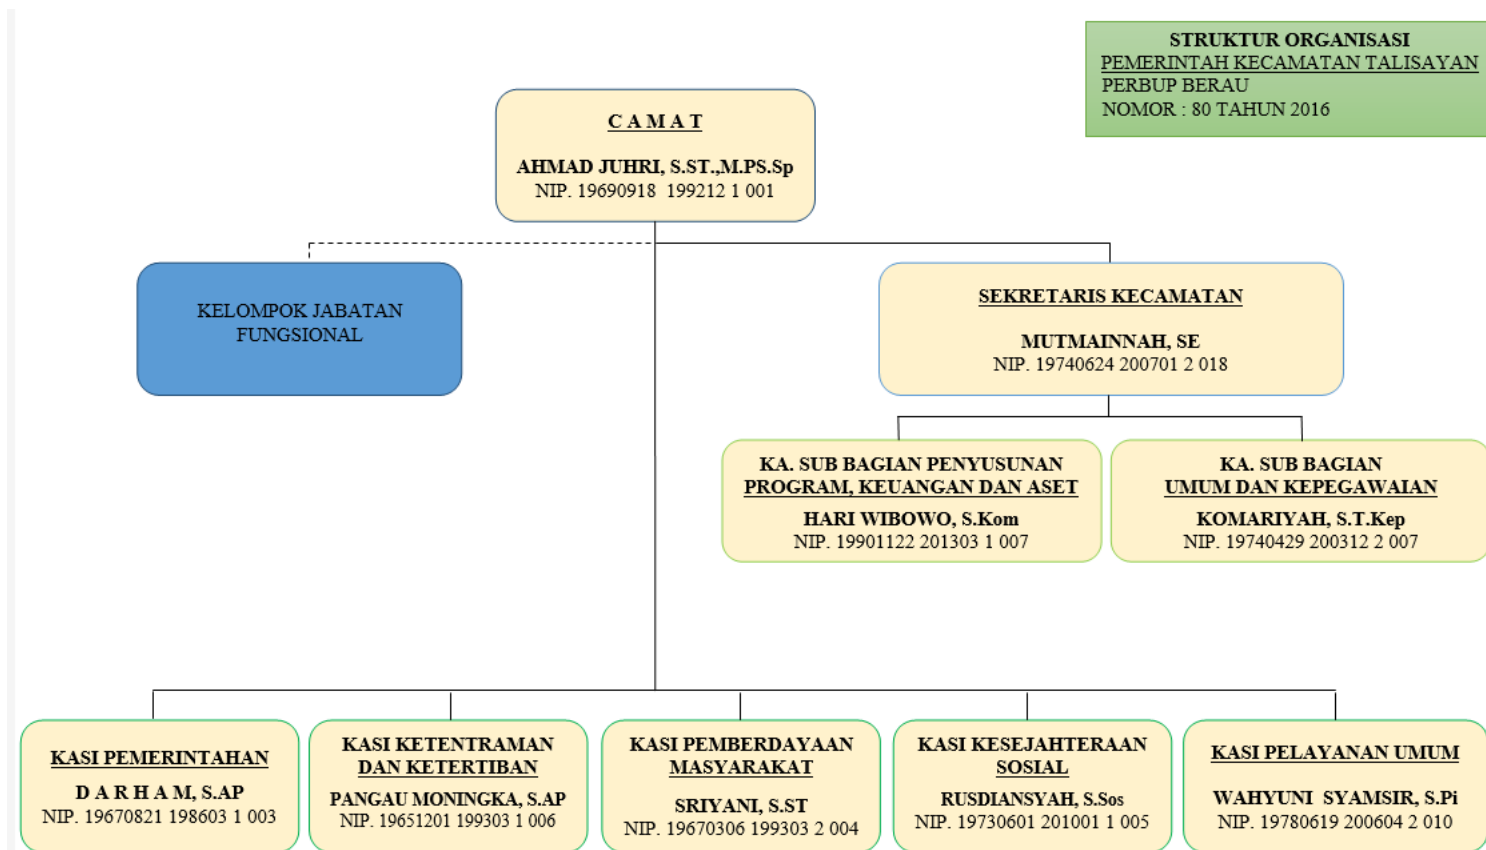 STRUKTUR ORGANISASI
PEMERINTAH KECAMATAN TALISAYAN
PERBUP BERAU
NOMOR : 80 TAHUN 2016
C A M A T
AHMAD JUHRI, S.ST.,M.PS.Sp
NIP. 19690918 199212 1 001
KELOMPOK JABATAN
FUNGSIONAL
SEKRETARIS KECAMATAN
MUTMAINNAH, SE
NIP. 19740624 200701 2 018
KA. SUB BAGIAN PENYUSUNAN
PROGRAM, KEUANGAN DAN ASET
HARI WIBOWO, S.Kom
NIP. 19901122 201303 1 007
KA. SUB BAGIAN
UMUM DAN KEPEGAWAIAN
KOMARIYAH, S.T.Kep
NIP. 19740429 200312 2 007
KASI PEMERINTAHAN
D A R H A M, S.AP
NIP. 19670821 198603 1 003
KASI KETENTRAMAN
DAN KETERTIBAN
PANGAU MONINGKA, S.AP
NIP. 19651201 199303 1 006
KASI PEMBERDAYAAN
MASYARAKAT
SRIYANI, S.ST
NIP. 19670306 199303 2 004
KASI KESEJAHTERAAN
SOSIAL
RUSDIANSYAH, S.Sos
NIP. 19730601 201001 1 005
KASI PELAYANAN UMUM
WAHYUNI SYAMSIR, S.Pi
NIP. 19780619 200604 2 010